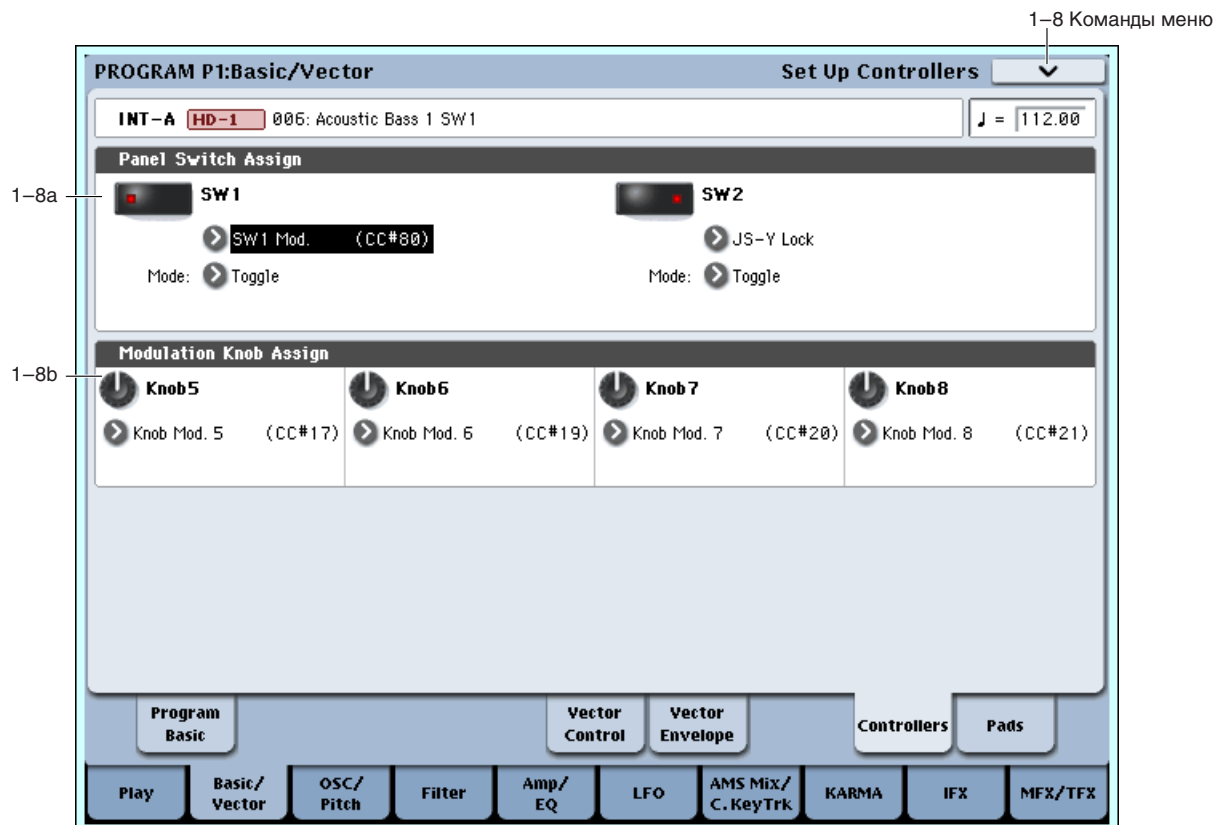 1–8 Команды меню
PROGRAM P1:Basic/Vector Set Up Controllers
INT-A HD-1 006: Acoustic Bass 1 SW1 ♩ = 112.00
Panel Switch Assign
1–8a
SW1 SW2
SW1 Mod. (CC#80) JS-Y Lock
Mode: Toggle Mode: Toggle
Modulation Knob Assign
1–8b
Knob5 Knob6 Knob7 Knob8
Knob Mod. 5 (CC#17) Knob Mod. 6 (CC#19) Knob Mod. 7 (CC#20) Knob Mod. 8 (CC#21)
Program Basic Vector Control Vector Envelope Controllers Pads
Play Basic/Vector OSC/Pitch Filter Amp/EQ LFO AMS Mix/C.KeyTrk KARMA IFX MFX/TFX